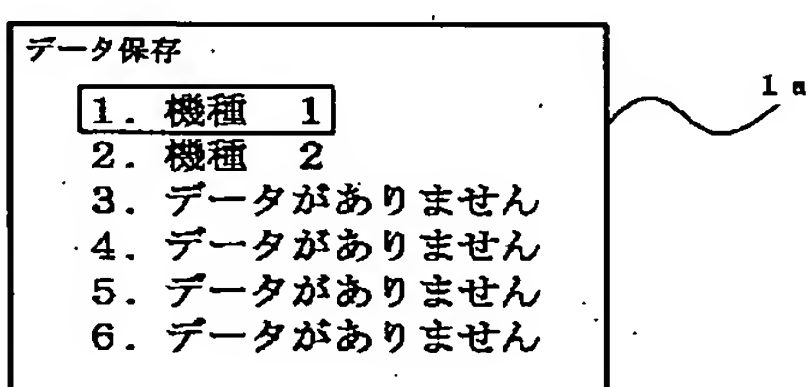 データ保存
1. 機種 1
2. 機種 2
3. データがありません
4. データがありません
5. データがありません
6. データがありません
1a